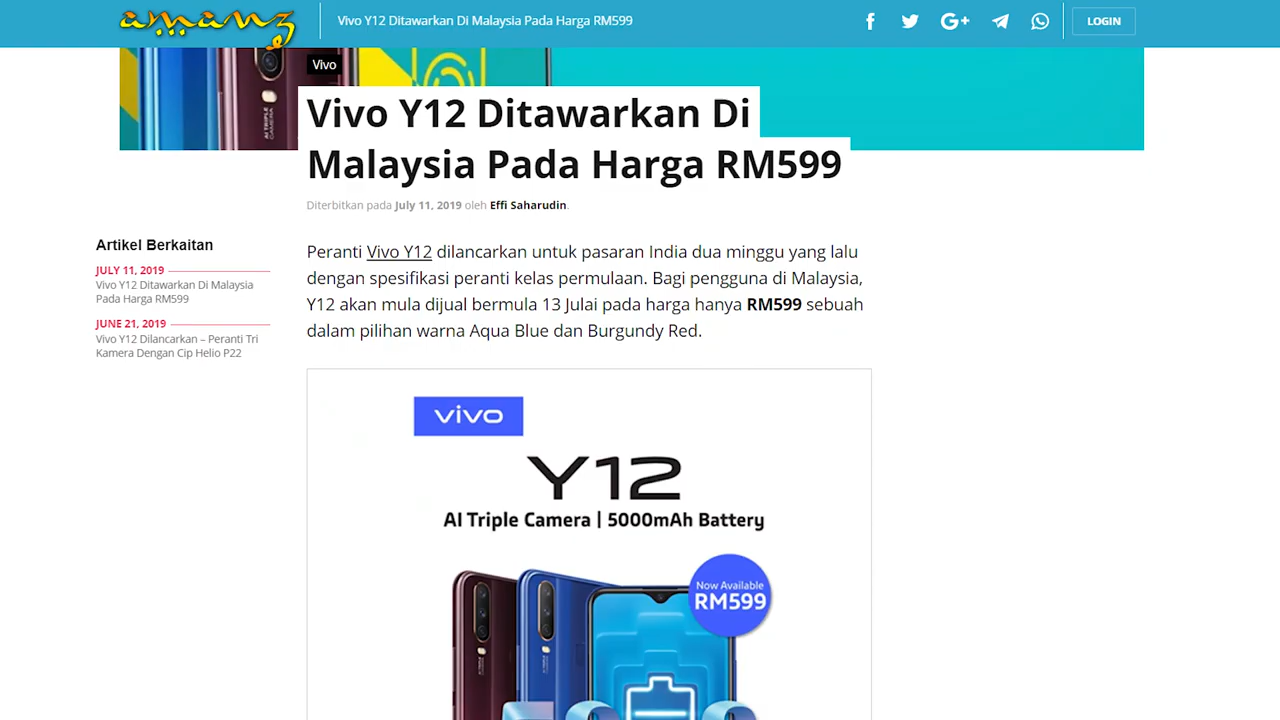 amanz
Vivo Y12 Ditawarkan Di Malaysia Pada Harga RM599
LOGIN
AI TRIPLE CAMERA
Vivo
Vivo Y12 Ditawarkan Di
Malaysia Pada Harga RM599
Diterbitkan pada July 11, 2019 oleh Effi Saharudin.
Artikel Berkaitan
JULY 11, 2019
Vivo Y12 Ditawarkan Di Malaysia
Pada Harga RM599
JUNE 21, 2019
Vivo Y12 Dilancarkan – Peranti Tri
Kamera Dengan Cip Helio P22
Peranti Vivo Y12 dilancarkan untuk pasaran India dua minggu yang lalu
dengan spesifikasi peranti kelas permulaan. Bagi pengguna di Malaysia,
Y12 akan mula dijual bermula 13 Julai pada harga hanya RM599 sebuah
dalam pilihan warna Aqua Blue dan Burgundy Red.
vivo
Y12
AI Triple Camera | 5000mAh Battery
Now Available
RM599